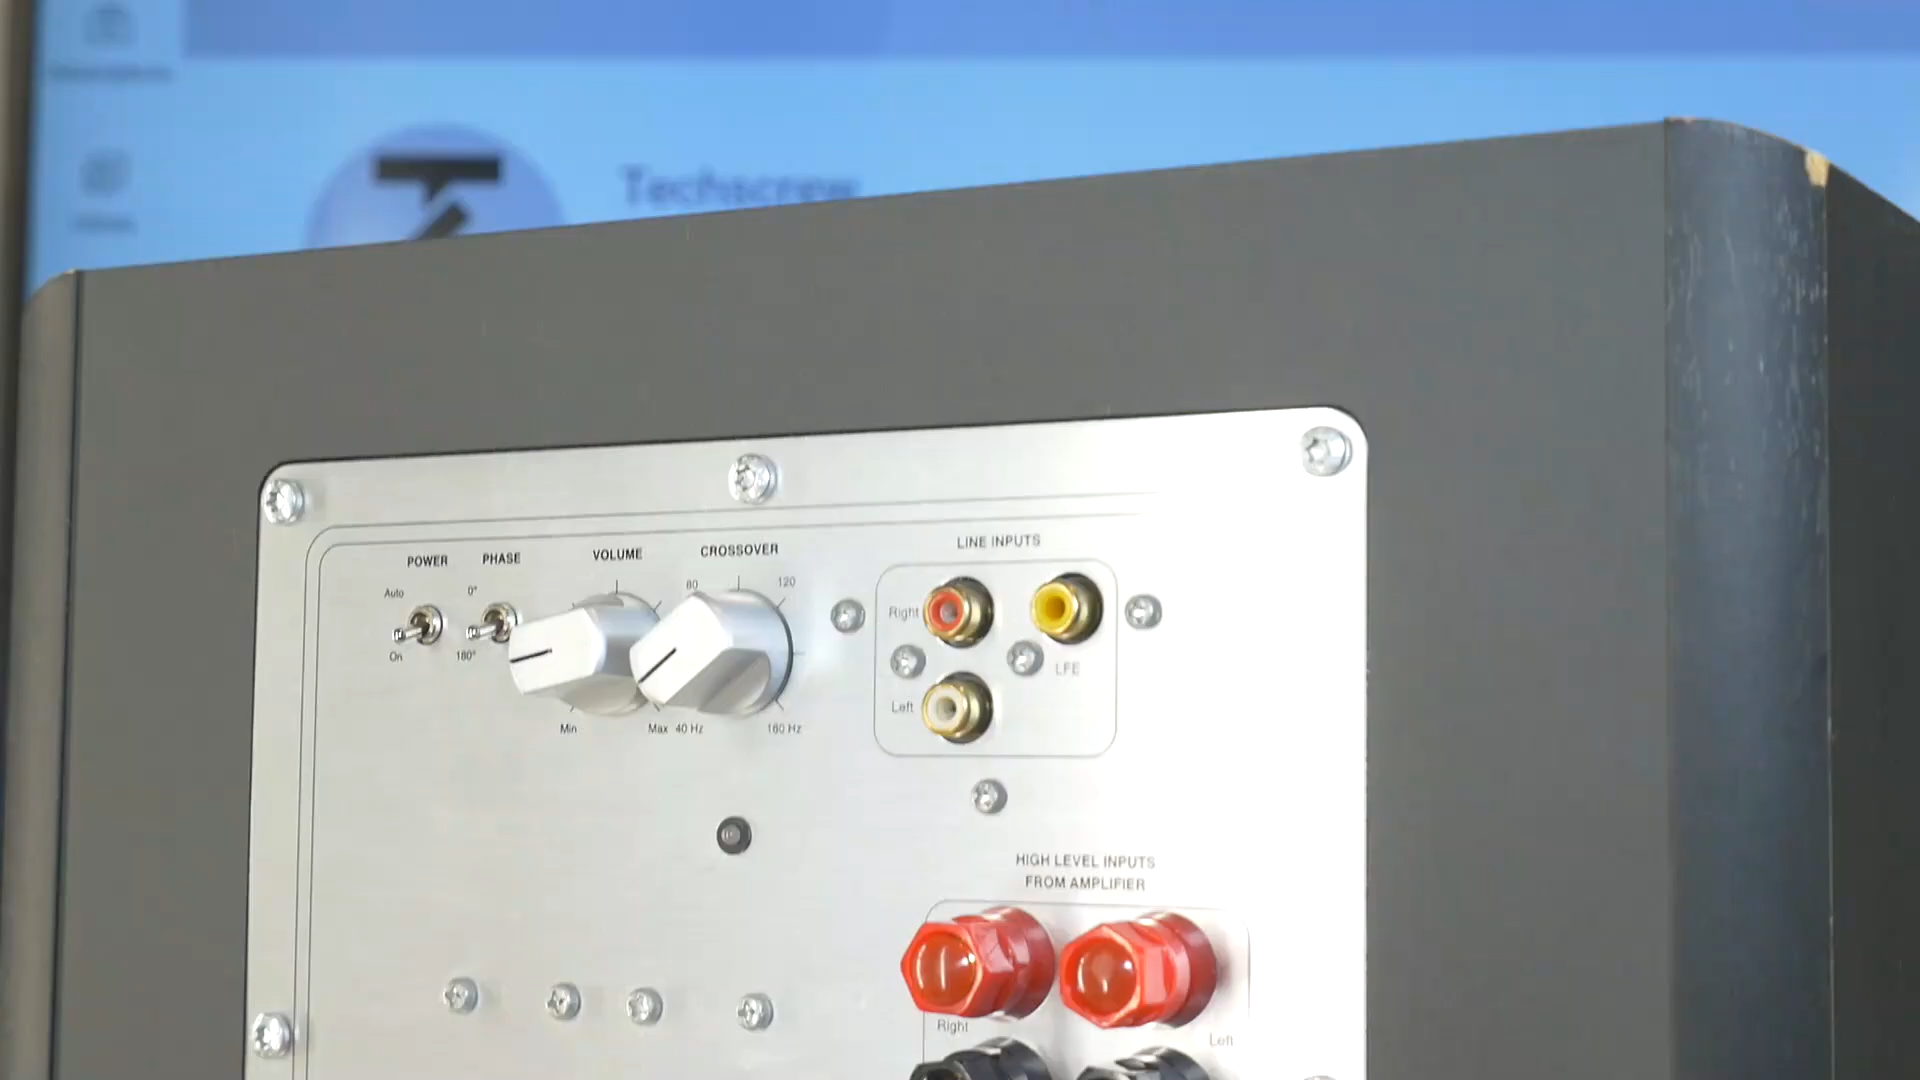 Techscrew
POWER
PHASE
VOLUME
CROSSOVER
LINE INPUTS
Auto
0°
80
120
Right
On
180°
LFE
Left
Min
Max
40 Hz
160 Hz
HIGH LEVEL INPUTS
FROM AMPLIFIER
Right
Left